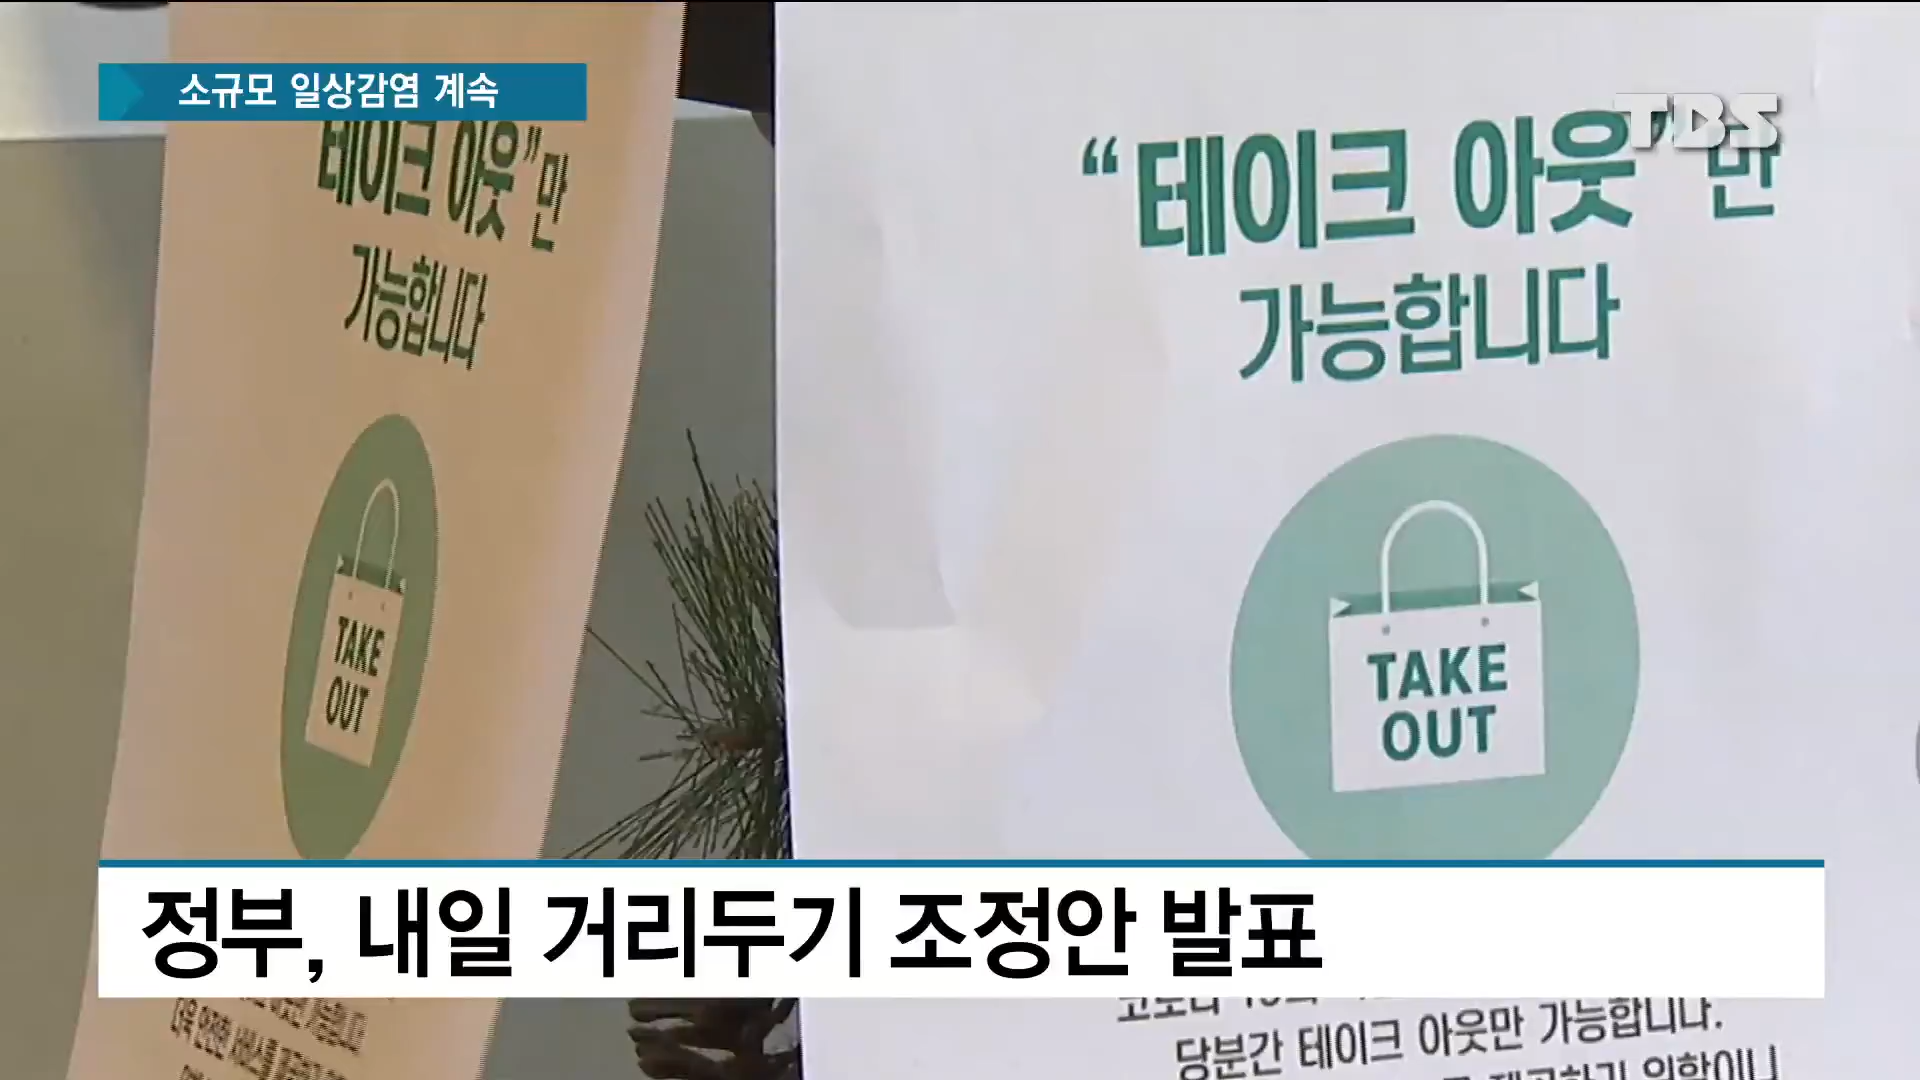 소규모 일상감염 계속
TBS
테이크 아웃”만
가능합니다
TAKE
OUT
“테이크 아웃”만
가능합니다
TAKE
OUT
정부, 내일 거리두기 조정안 발표
당분간 테이크 아웃만 가능합니다.